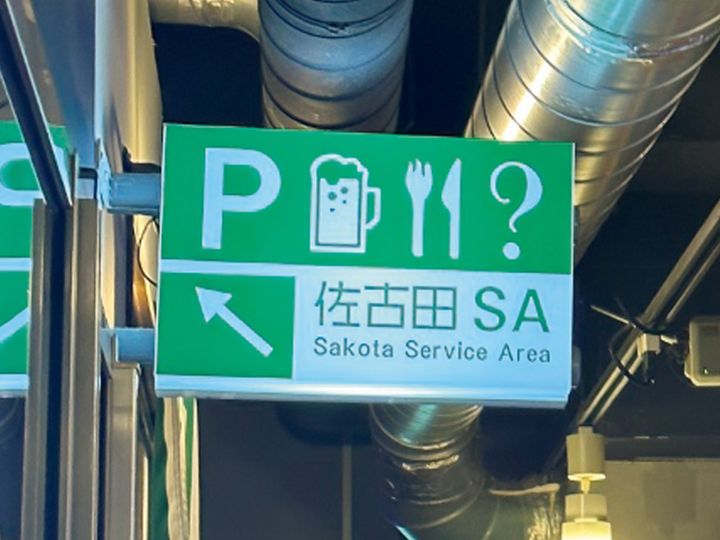 P ?
佐古田 SA
Sakota Service Area